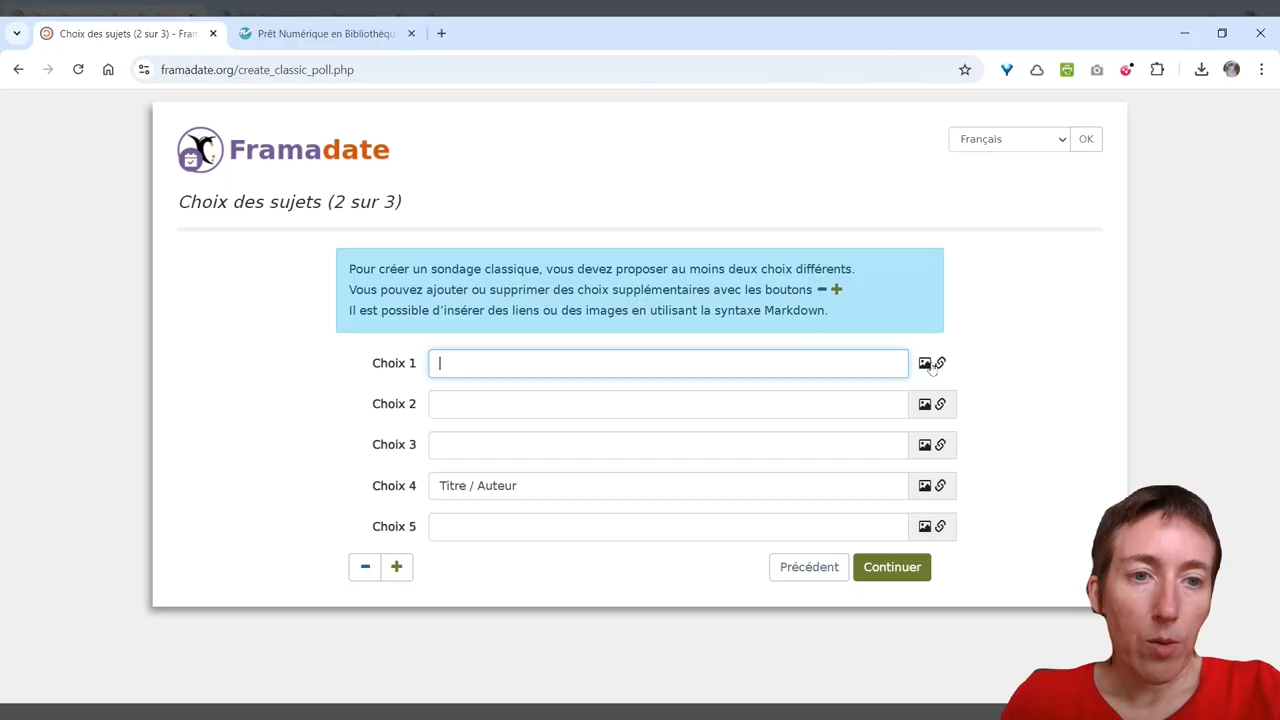 Choix des sujets (2 sur 3) - Fran
Prêt Numérique en Bibliothèqu
framadate.org/create_classic_poll.php
Framadate
Français
OK
Choix des sujets (2 sur 3)
Pour créer un sondage classique, vous devez proposer au moins deux choix différents.
Vous pouvez ajouter ou supprimer des choix supplémentaires avec les boutons - +
Il est possible d’insérer des liens ou des images en utilisant la syntaxe Markdown.
Choix 1
Choix 2
Choix 3
Choix 4
Titre / Auteur
Choix 5
- +
Précédent
Continuer